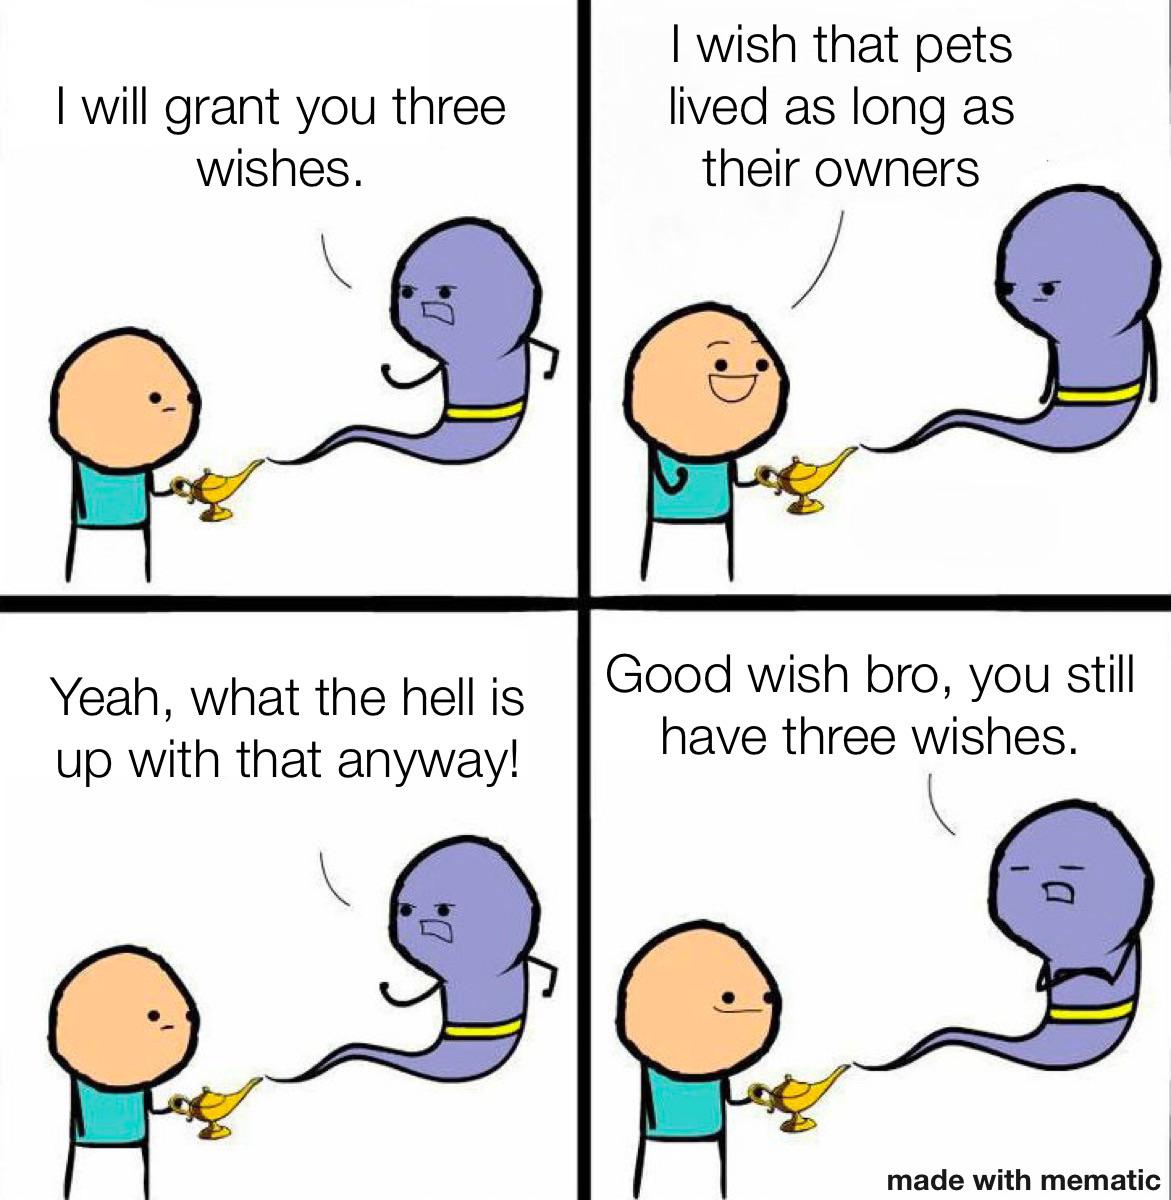 I will grant you three
wishes.
I wish that pets
lived as long as
their owners
Yeah, what the hell is
up with that anyway!
Good wish bro, you still
have three wishes.
made with mematic